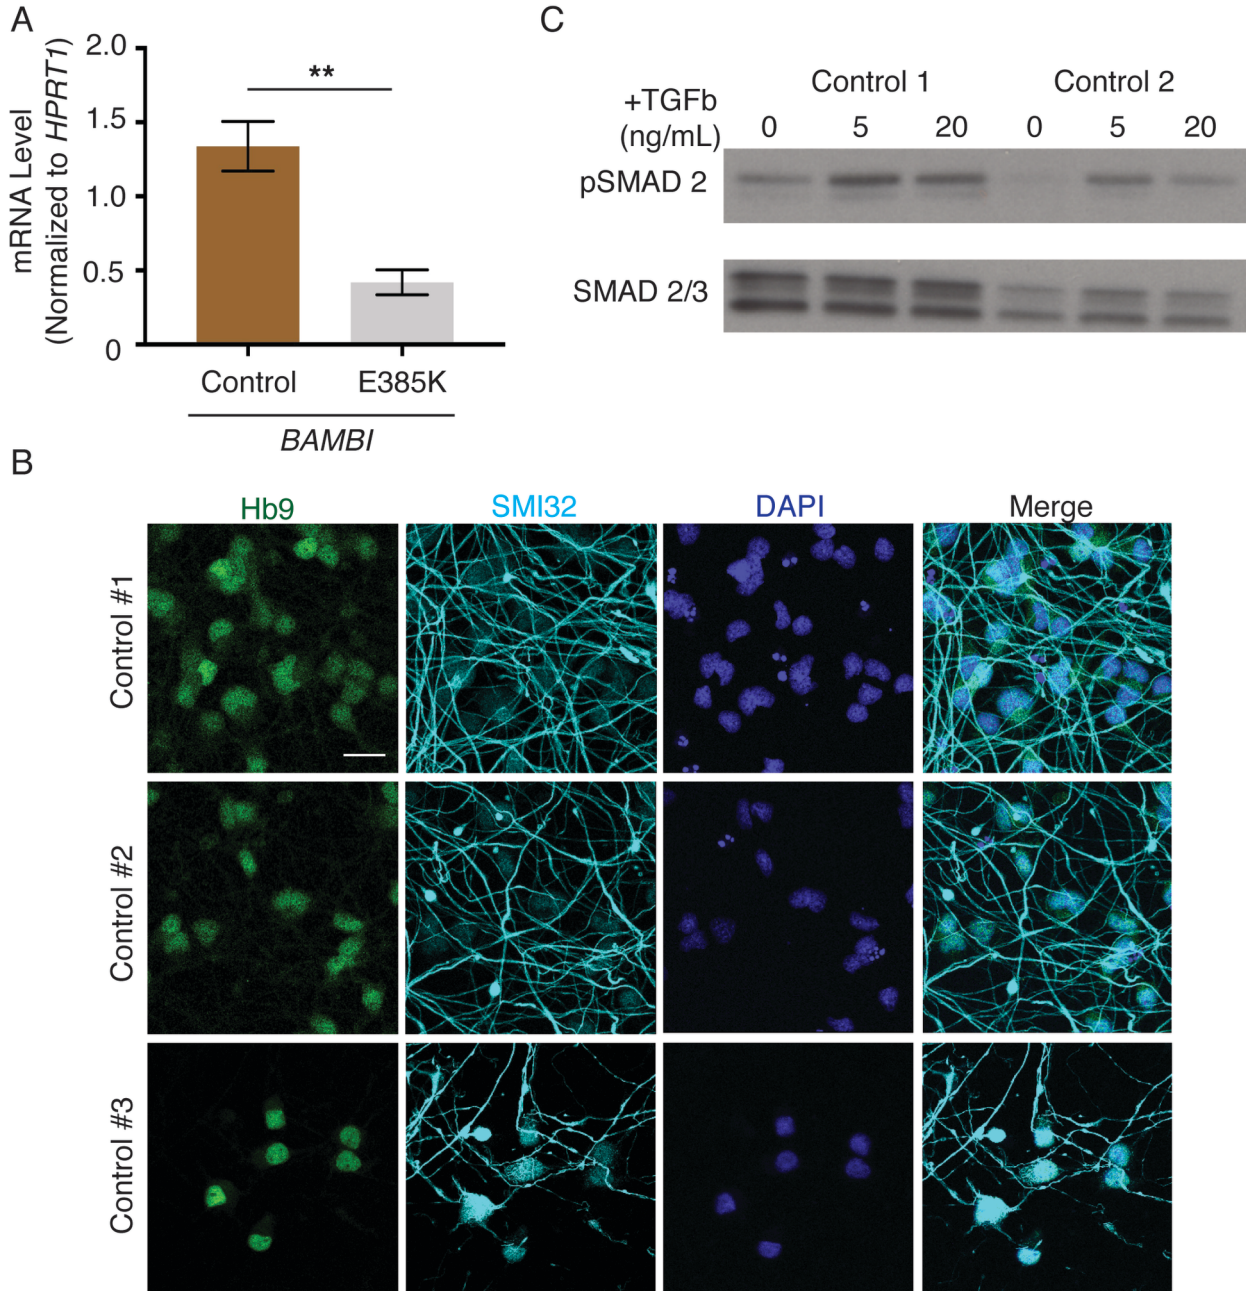 A
mRNA Level
(Normalized to HPRT1)
2.0
1.5
1.0
0.5
0
**
Control E385K
BAMBI
C
+TGFb
(ng/mL)
Control 1 Control 2
0 5 20 0 5 20
pSMAD 2
SMAD 2/3
B
Hb9 SMI32 DAPI Merge
Control #1
Control #2
Control #3